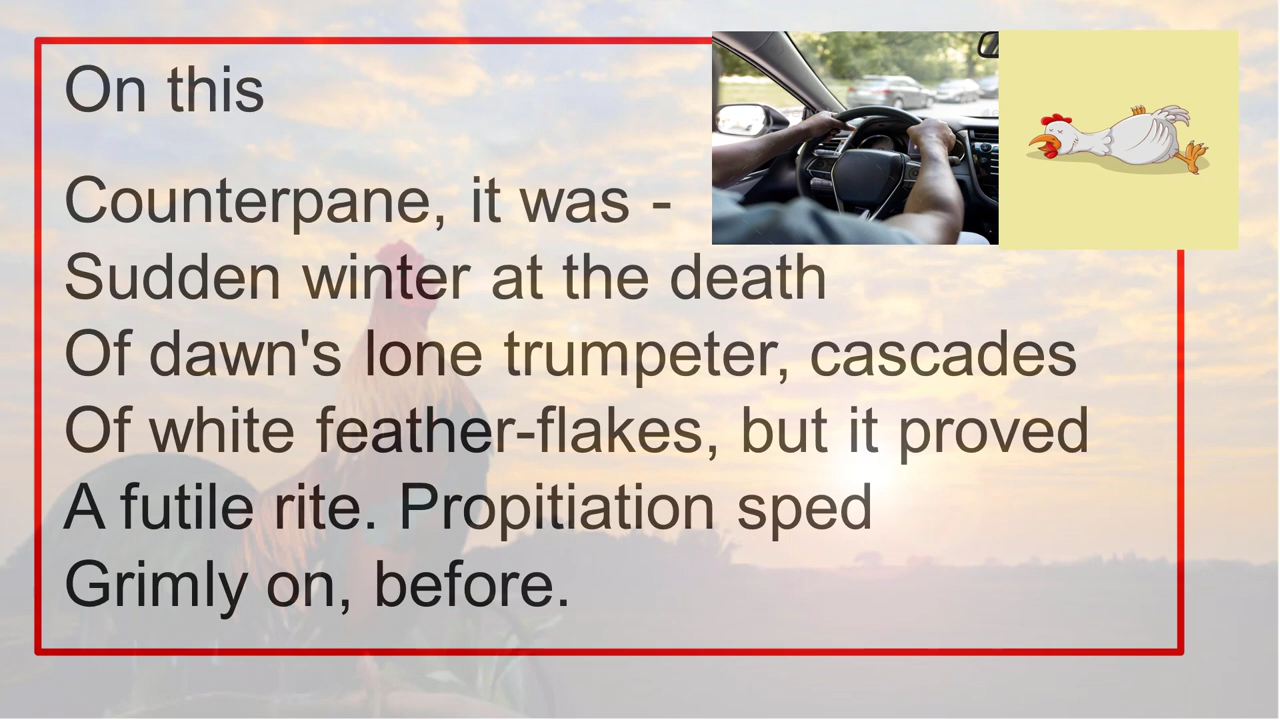 On this
Counterpane, it was -
Sudden winter at the death
Of dawn's lone trumpeter, cascades
Of white feather-flakes, but it proved
A futile rite. Propitiation sped
Grimly on, before.